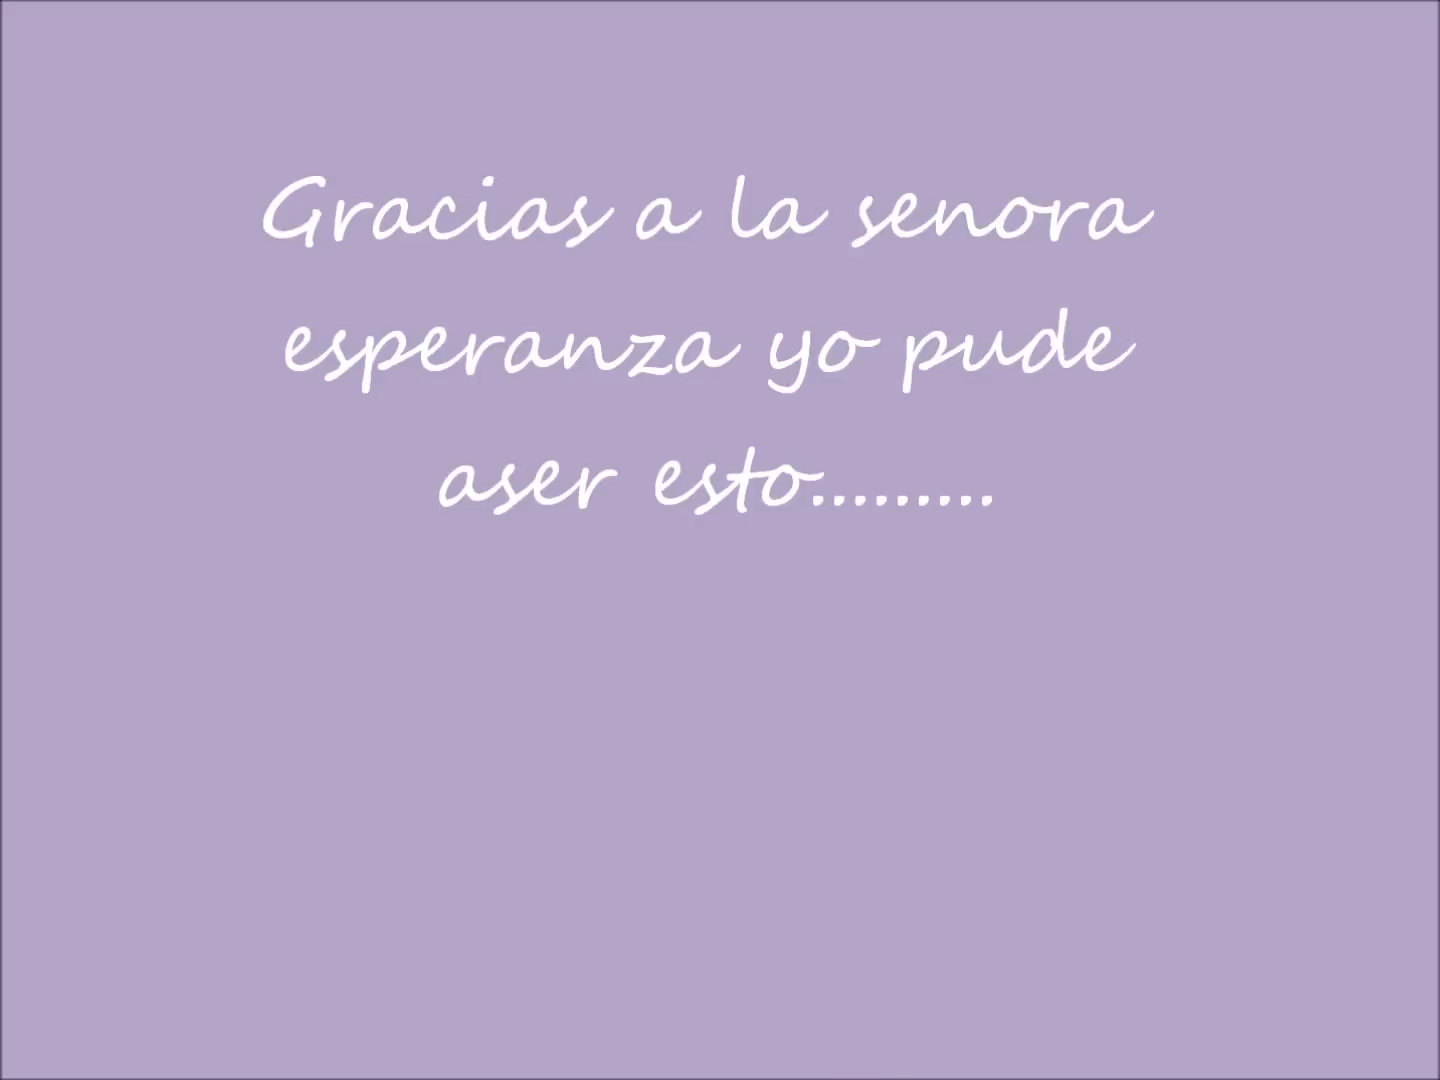 Gracias a la senora
esperanza yo pude
aser esto.........